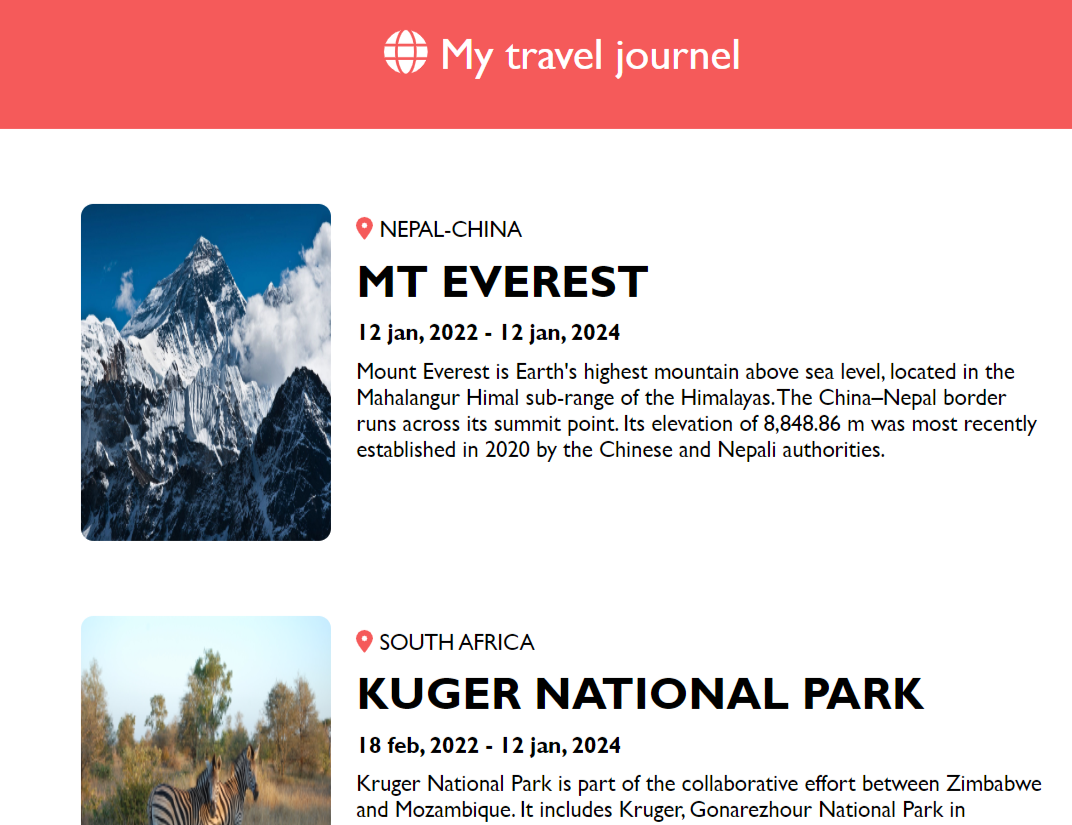 My travel journel
NEPAL-CHINA
MT EVEREST
12 jan, 2022 - 12 jan, 2024
Mount Everest is Earth's highest mountain above sea level, located in the
Mahalangur Himal sub-range of the Himalayas. The China–Nepal border
runs across its summit point. Its elevation of 8,848.86 m was most recently
established in 2020 by the Chinese and Nepali authorities.
SOUTH AFRICA
KUGER NATIONAL PARK
18 feb, 2022 - 12 jan, 2024
Kruger National Park is part of the collaborative effort between Zimbabwe
and Mozambique. It includes Kruger, Gonarezhour National Park in